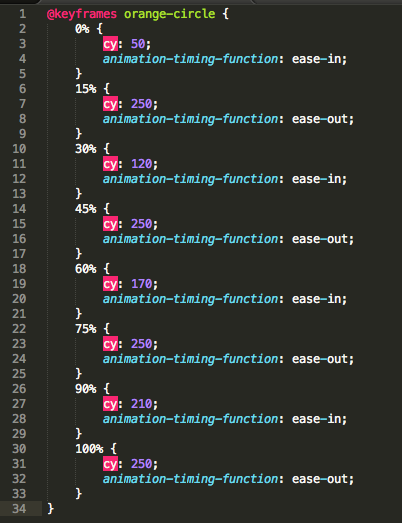 1 @keyframes orange-circle {
2 0% {
3 cy: 50;
4 animation-timing-function: ease-in;
5 }
6 15% {
7 cy: 250;
8 animation-timing-function: ease-out;
9 }
10 30% {
11 cy: 120;
12 animation-timing-function: ease-in;
13 }
14 45% {
15 cy: 250;
16 animation-timing-function: ease-out;
17 }
18 60% {
19 cy: 170;
20 animation-timing-function: ease-in;
21 }
22 75% {
23 cy: 250;
24 animation-timing-function: ease-out;
25 }
26 90% {
27 cy: 210;
28 animation-timing-function: ease-in;
29 }
30 100% {
31 cy: 250;
32 animation-timing-function: ease-out;
33 }
34 }